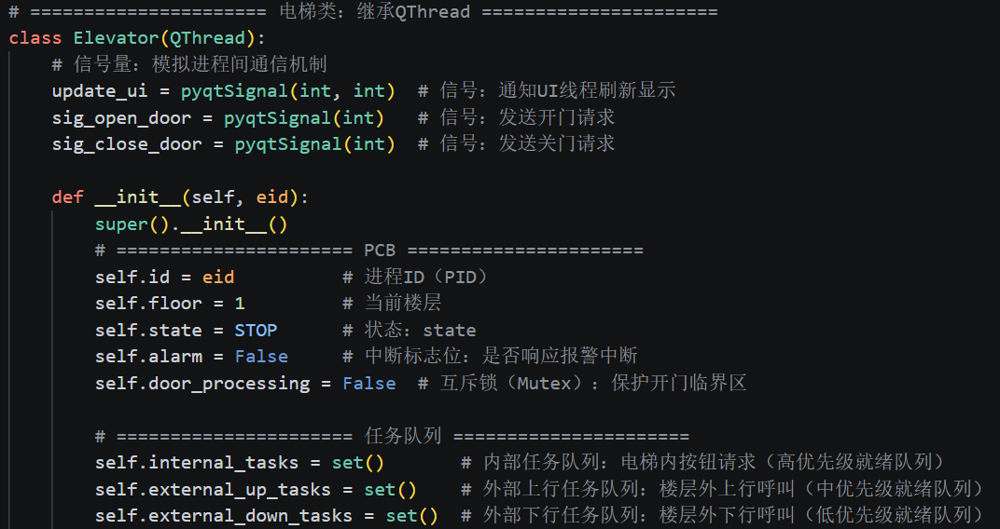 # ====================== 电梯类：继承QThread ======================
class Elevator(QThread):
    # 信号量：模拟进程间通信机制
    update_ui = pyqtSignal(int, int)  # 信号：通知UI线程刷新显示
    sig_open_door = pyqtSignal(int)   # 信号：发送开门请求
    sig_close_door = pyqtSignal(int)  # 信号：发送关门请求

    def __init__(self, eid):
        super().__init__()
        # ====================== PCB ======================
        self.id = eid          # 进程ID（PID）
        self.floor = 1         # 当前楼层
        self.state = STOP      # 状态：state
        self.alarm = False     # 中断标志位：是否响应报警中断
        self.door_processing = False  # 互斥锁（Mutex）：保护开门临界区

        # ====================== 任务队列 ======================
        self.internal_tasks = set()       # 内部任务队列：电梯内按钮请求（高优先级就绪队列）
        self.external_up_tasks = set()    # 外部上行任务队列：楼层外上行呼叫（中优先级就绪队列）
        self.external_down_tasks = set()  # 外部下行任务队列：楼层外下行呼叫（低优先级就绪队列）